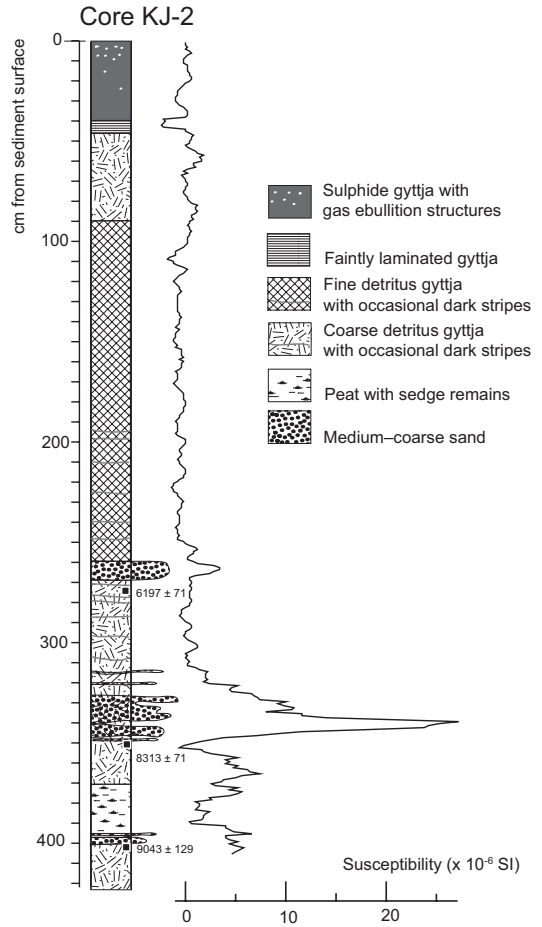 Core KJ-2
0
100
200
300
400
cm from sediment surface
Sulphide gyttja with
gas ebullition structures
Faintly laminated gyttja
Fine detritus gyttja
with occasional dark stripes
Coarse detritus gyttja
with occasional dark stripes
Peat with sedge remains
Medium–coarse sand
6197 ± 71
8313 ± 71
9043 ± 129
Susceptibility (x 10⁻⁶ SI)
0 10 20